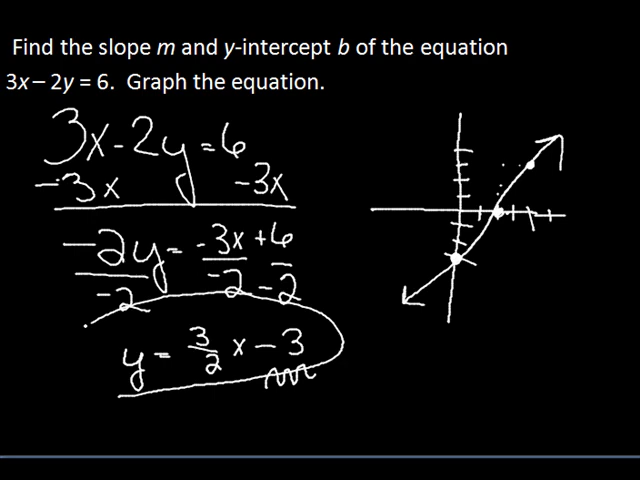 Find the slope m and y-intercept b of the equation
3x – 2y = 6. Graph the equation.
3x - 2y = 6
-3x -3x
-2y = -3x + 6
-2 -2 -2
y = 3/2 x - 3